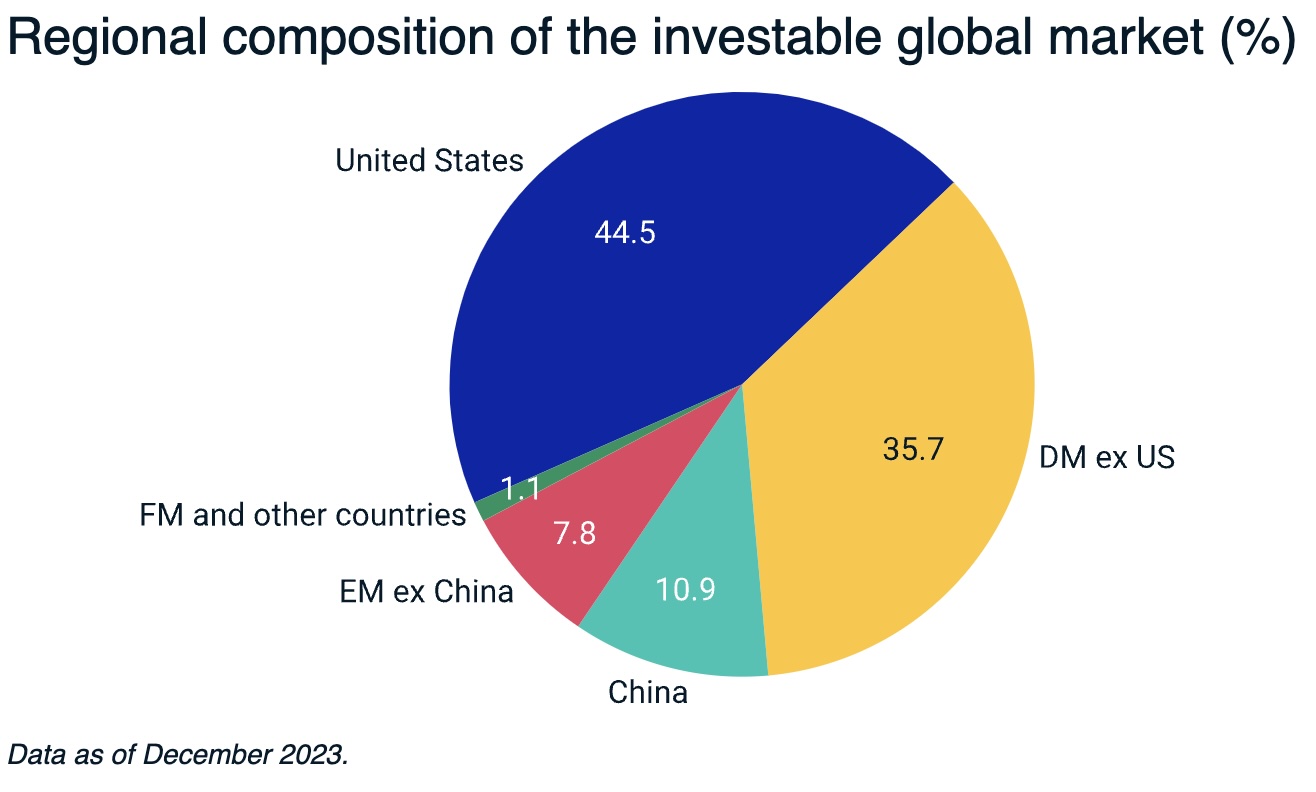 Regional composition of the investable global market (%)
United States
44.5
35.7
DM ex US
1.1
FM and other countries
7.8
EM ex China
10.9
China
Data as of December 2023.